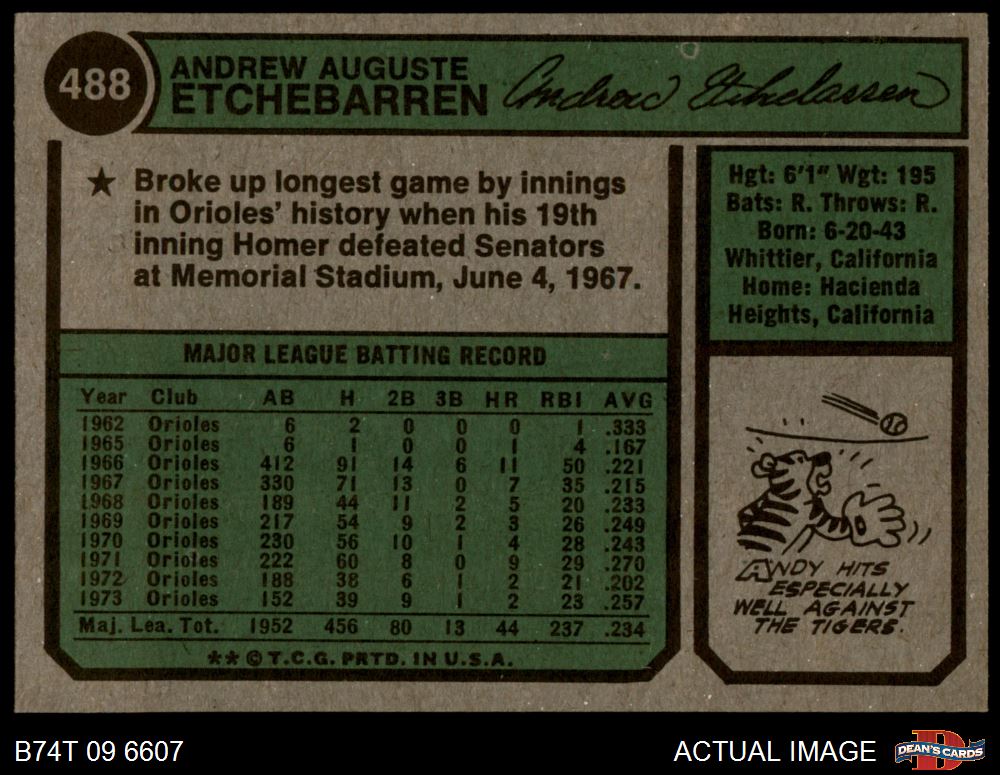 488
ANDREW AUGUSTE
ETCHEBARREN
Andrew Etchebarren
★ Broke up longest game by innings
in Orioles' history when his 19th
inning Homer defeated Senators
at Memorial Stadium, June 4, 1967.
Hgt: 6'1" Wgt: 195
Bats: R. Throws: R.
Born: 6-20-43
Whittier, California
Home: Hacienda
Heights, California
MAJOR LEAGUE BATTING RECORD
Year Club AB H 2B 3B HR RBI AVG
1962 Orioles 6 2 0 0 0 1 .333
1965 Orioles 6 1 0 0 1 4 .167
1966 Orioles 412 91 14 6 11 50 .221
1967 Orioles 330 71 13 0 7 35 .215
1968 Orioles 189 44 11 2 5 20 .233
1969 Orioles 217 54 9 2 3 26 .249
1970 Orioles 230 56 10 1 4 28 .243
1971 Orioles 222 60 8 0 9 29 .270
1972 Orioles 188 38 6 1 2 21 .202
1973 Orioles 152 39 9 1 2 23 .257
Maj. Lea. Tot. 1952 456 80 13 44 237 .234
** © T.C.G. PRTD. IN U.S.A.
ANDY HITS
ESPECIALLY
WELL AGAINST
THE TIGERS.
B74T 09 6607
ACTUAL IMAGE
D
DEAN'S CARDS